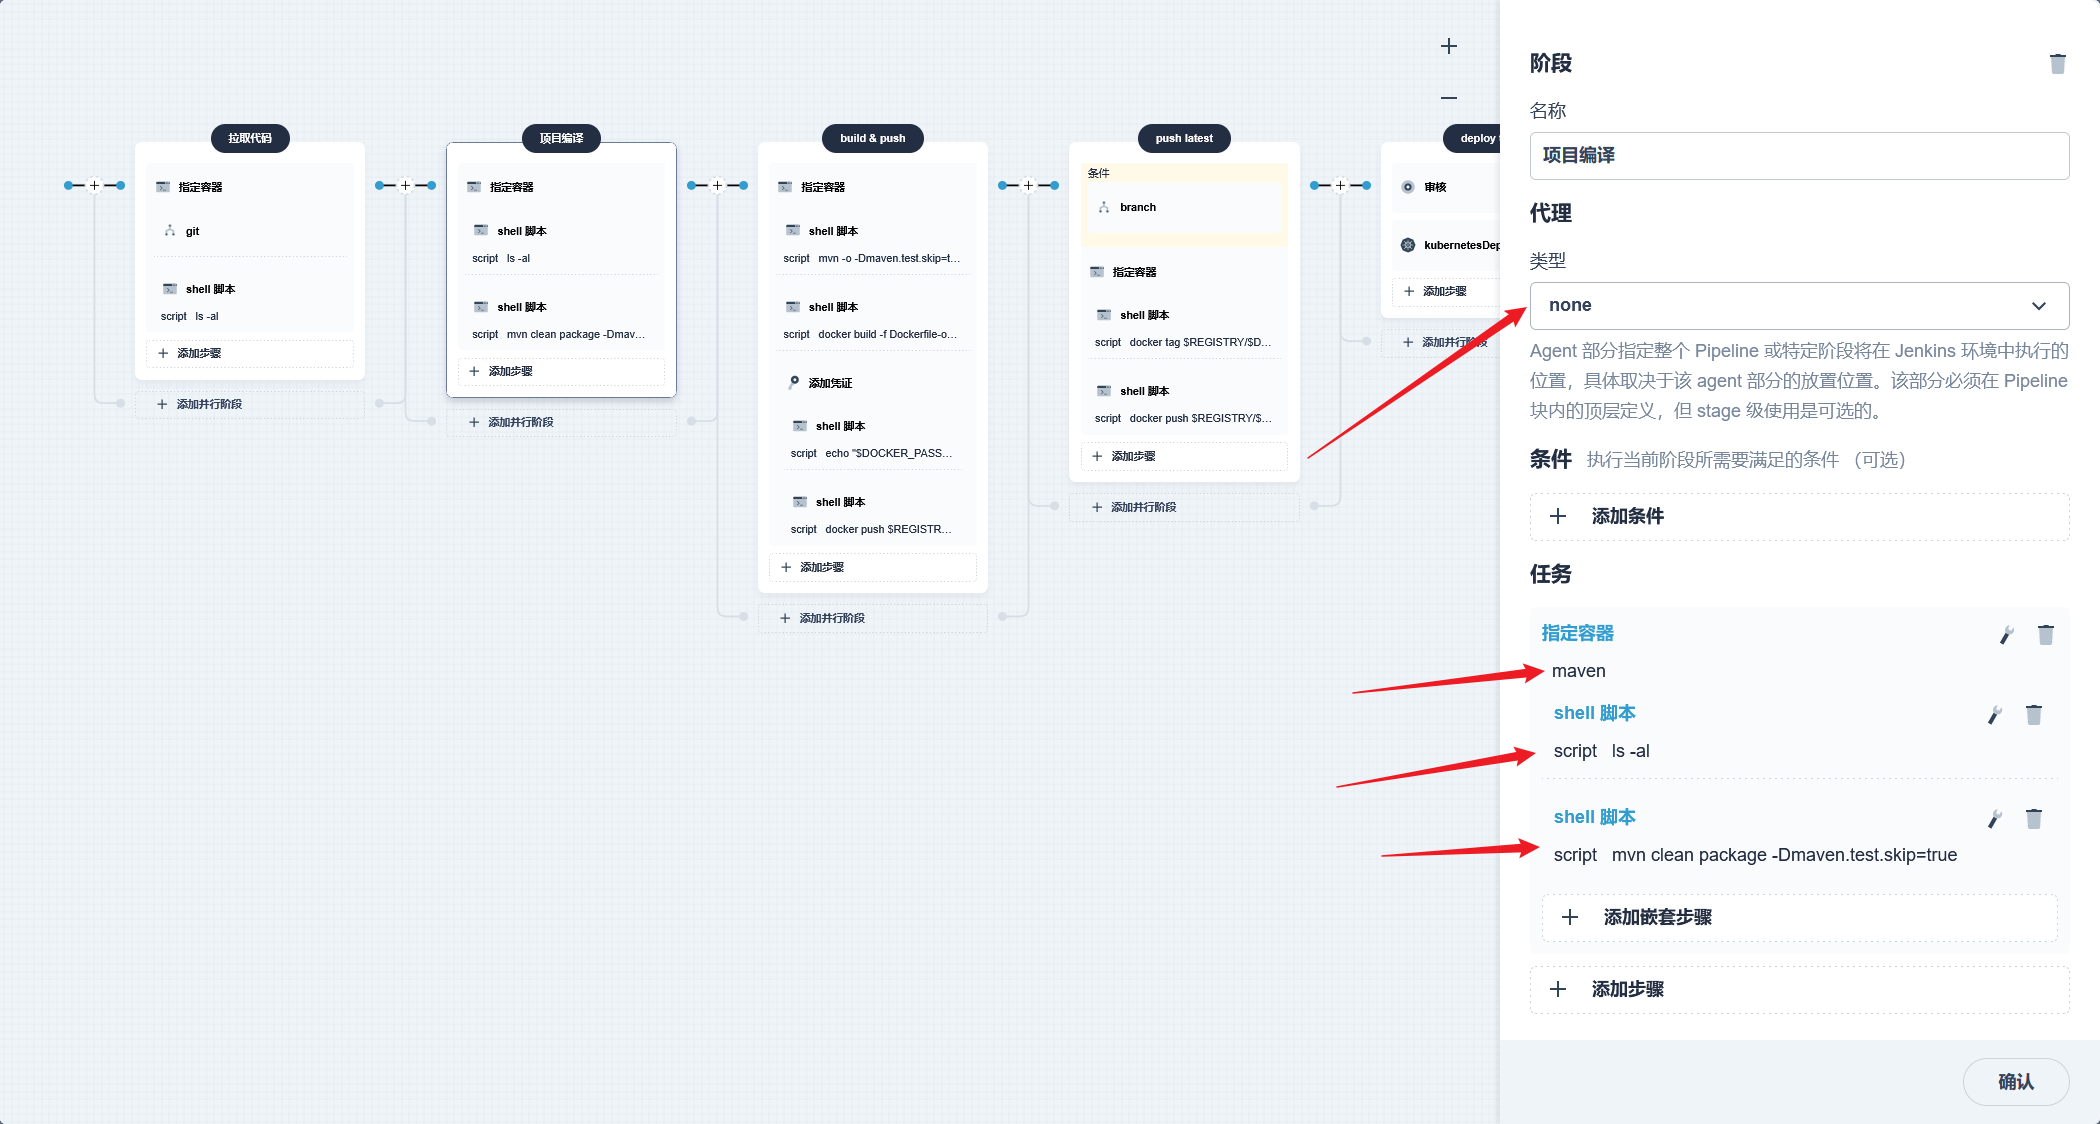 拉取代码
指定容器
git
shell 脚本
script ls -al
添加步骤
添加并行阶段
项目编译
指定容器
shell 脚本
script ls -al
shell 脚本
script mvn clean package -Dmav...
添加步骤
添加并行阶段
build & push
指定容器
shell 脚本
script mvn -o -Dmaven.test.skip=t...
shell 脚本
script docker build -f Dockerfile-o...
添加凭证
shell 脚本
script echo "$DOCKER_PASS...
shell 脚本
script docker push $REGISTR...
添加步骤
添加并行阶段
push latest
条件
branch
指定容器
shell 脚本
script docker tag $REGISTRY/$D...
shell 脚本
script docker push $REGISTRY/$...
添加步骤
添加并行阶段
deploy
审核
kubernetesDep
添加步骤
添加并行阶段
阶段
名称
项目编译
代理
类型
none
Agent 部分指定整个 Pipeline 或特定阶段将在 Jenkins 环境中执行的
位置，具体取决于该 agent 部分的放置位置。该部分必须在 Pipeline
块内的顶层定义，但 stage 级使用是可选的。
条件 执行当前阶段所需要满足的条件 （可选）
添加条件
任务
指定容器
maven
shell 脚本
script ls -al
shell 脚本
script mvn clean package -Dmaven.test.skip=true
添加嵌套步骤
添加步骤
确认